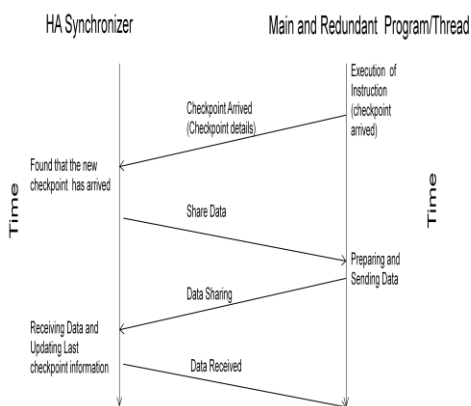 HA Synchronizer
Main and Redundant Program/Thread
Execution of
Instruction
(checkpoint
arrived)
Checkpoint Arrived
(Checkpoint details)
Found that the new
checkpoint has arrived
Time
Time
Share Data
Preparing and
Sending Data
Data Sharing
Receiving Data and
Updating Last
checkpoint information
Data Received